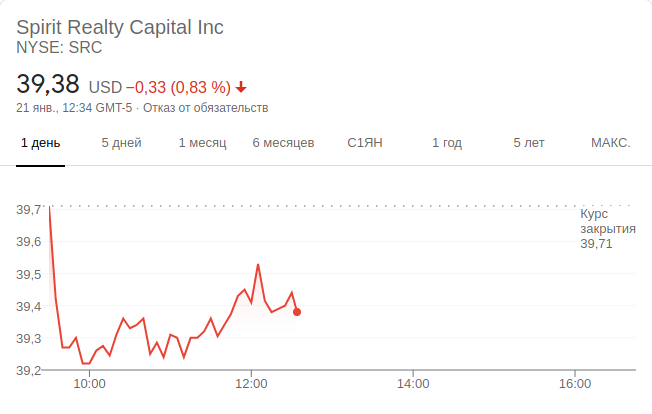 Spirit Realty Capital Inc
NYSE: SRC
39,38 USD −0,33 (0,83 %)
21 янв., 12:34 GMT-5 · Отказ от обязательств
1 день 5 дней 1 месяц 6 месяцев С1ЯН 1 год 5 лет МАКС.
39,7
Курс
закрытия
39,71
39,6
39,5
39,4
39,3
39,2
10:00 12:00 14:00 16:00